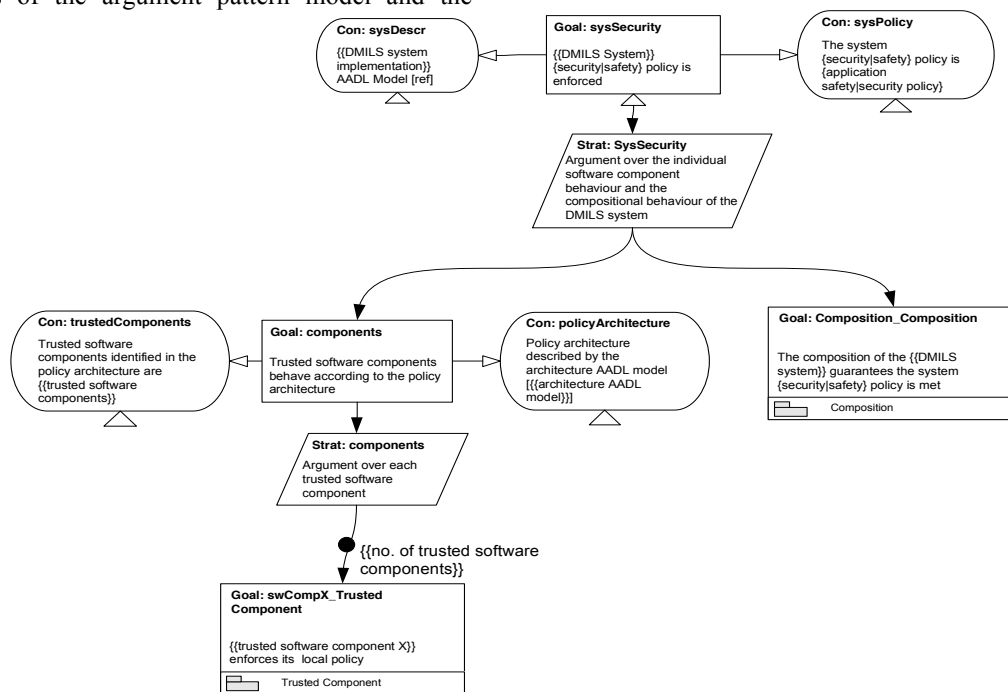 s of the argument pattern model and the
Con: sysDescr
{{DMILS system
implementation}}
AADL Model [ref]
Goal: sysSecurity
{{DMILS System}}
{security|safety} policy is
enforced
Con: sysPolicy
The system
{security|safety} policy is
{application
safety|security policy}
Strat: SysSecurity
Argument over the individual
software component
behaviour and the
compositional behaviour of the
DMILS system
Con: trustedComponents
Trusted software
components identified in the
policy architecture are
{{trusted software
components}}
Goal: components
Trusted software components
behave according to the policy
architecture
Con: policyArchitecture
Policy architecture
described by the
architecture AADL model
[{{architecture AADL
model}}]
Goal: Composition_Composition
The composition of the {{DMILS
system}} guarantees the system
{security|safety} policy is met
Composition
Strat: components
Argument over each
trusted software
component
{{no. of trusted software
components}}
Goal: swCompX_Trusted
Component
{{trusted software component X}}
enforces its  local policy
Trusted Component